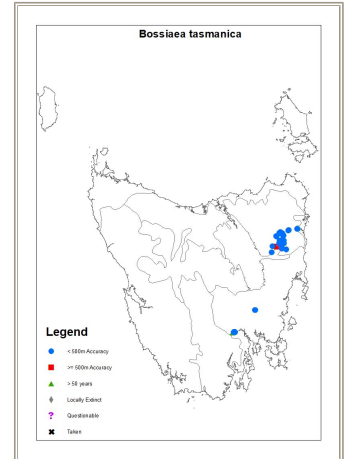 Bossiaea tasmanica
Legend
< 500m Accuracy
>= 500m Accuracy
> 50 years
Locally Extinct
? Questionable
Taken